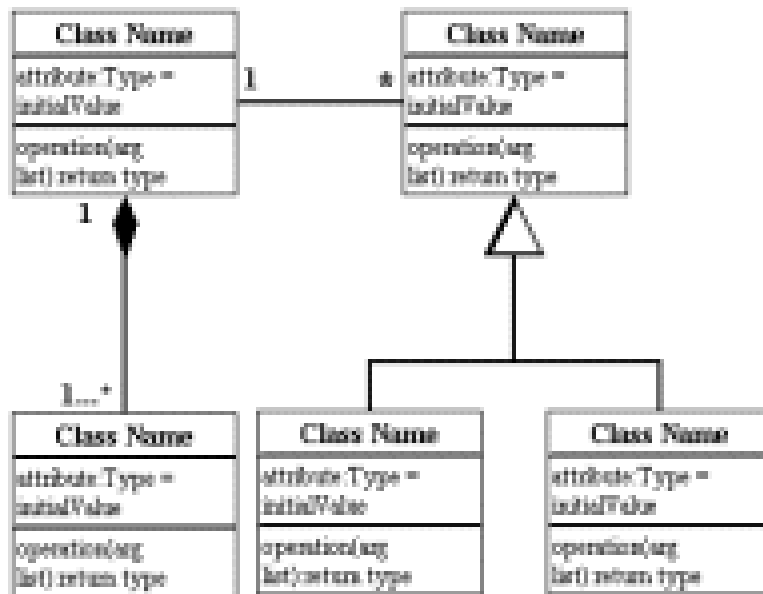 Class Name
attribute:Type =
initialValue
operation(arg
list):return type
1
*
Class Name
attribute:Type =
initialValue
operation(arg
list):return type
1
1...*
Class Name
attribute:Type =
initialValue
operation(arg
list):return type
Class Name
attribute:Type =
initialValue
operation(arg
list):return type
Class Name
attribute:Type =
initialValue
operation(arg
list):return type